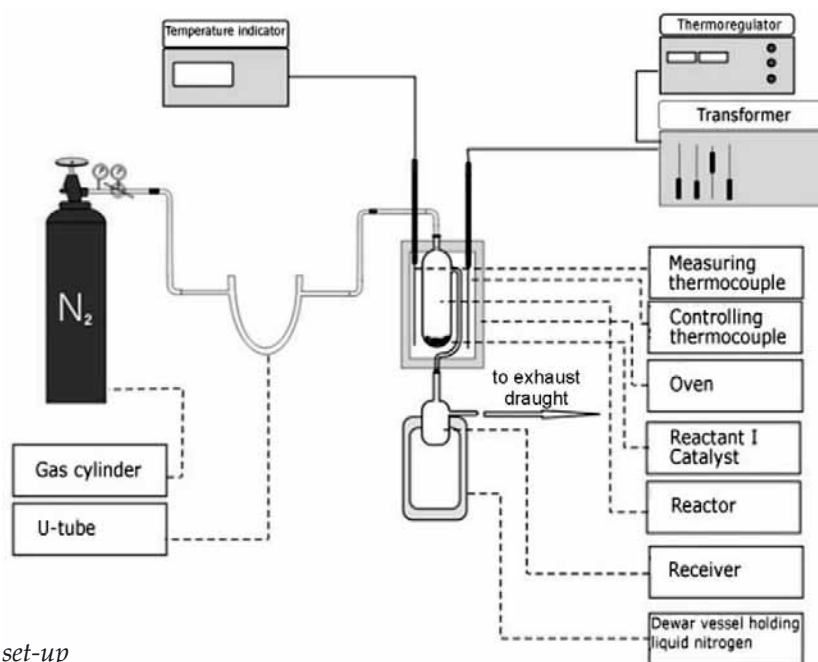 Temperature indicator
Thermoregulator
Transformer
N2
Measuring
thermocouple
Controlling
thermocouple
to exhaust
draught
Oven
Reactant I
Catalyst
Gas cylinder
Reactor
U-tube
Receiver
Dewar vessel holding
liquid nitrogen
set-up